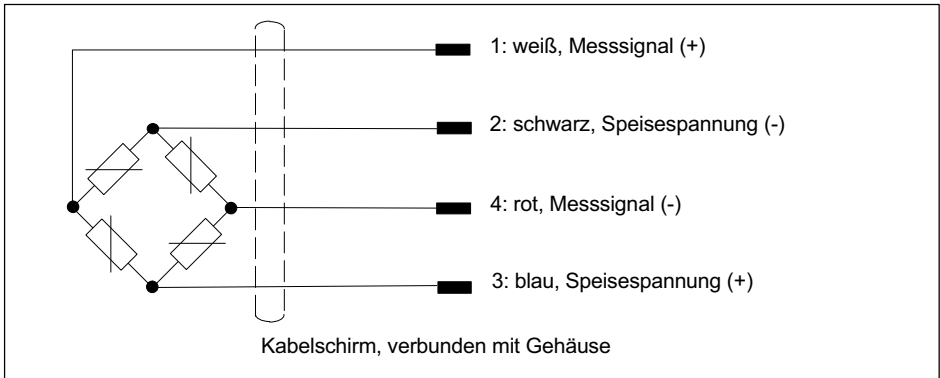 1: weiß, Messsignal (+)
2: schwarz, Speisespannung (-)
4: rot, Messsignal (-)
3: blau, Speisespannung (+)
Kabelschirm, verbunden mit Gehäuse